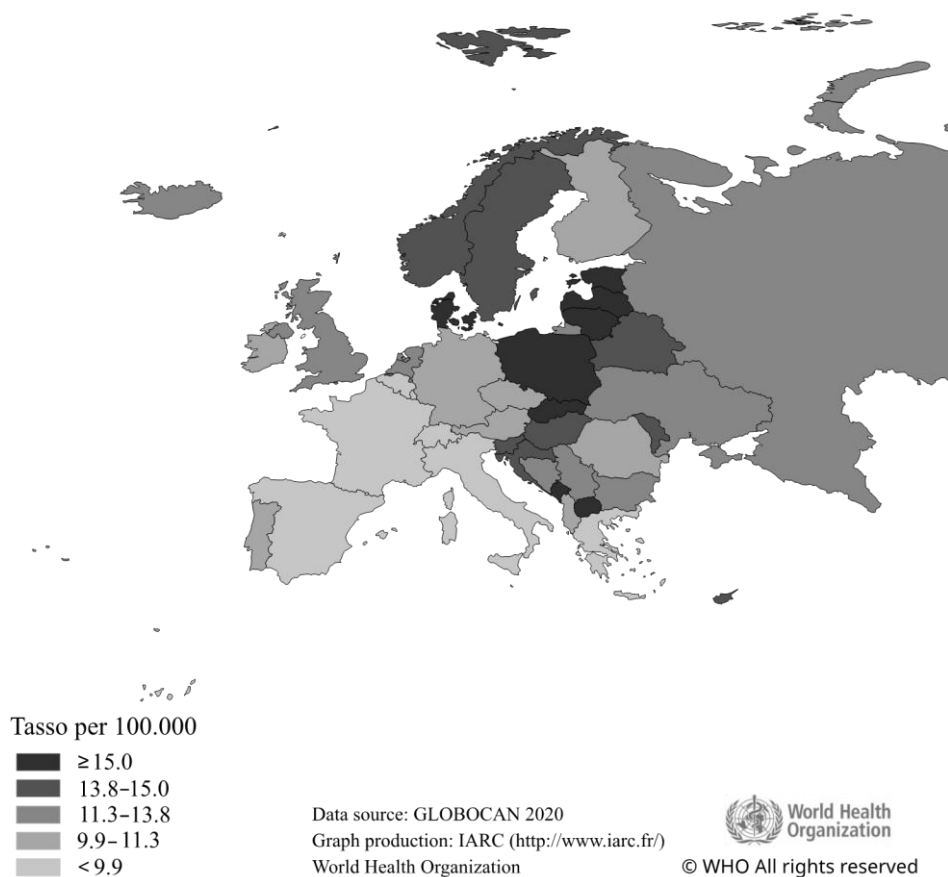 Tasso per 100.000
≥15.0
13.8–15.0
11.3–13.8
9.9–11.3
<9.9
Data source: GLOBOCAN 2020
Graph production: IARC (http://www.iarc.fr/)
World Health Organization
World Health
Organization
© WHO All rights reserved